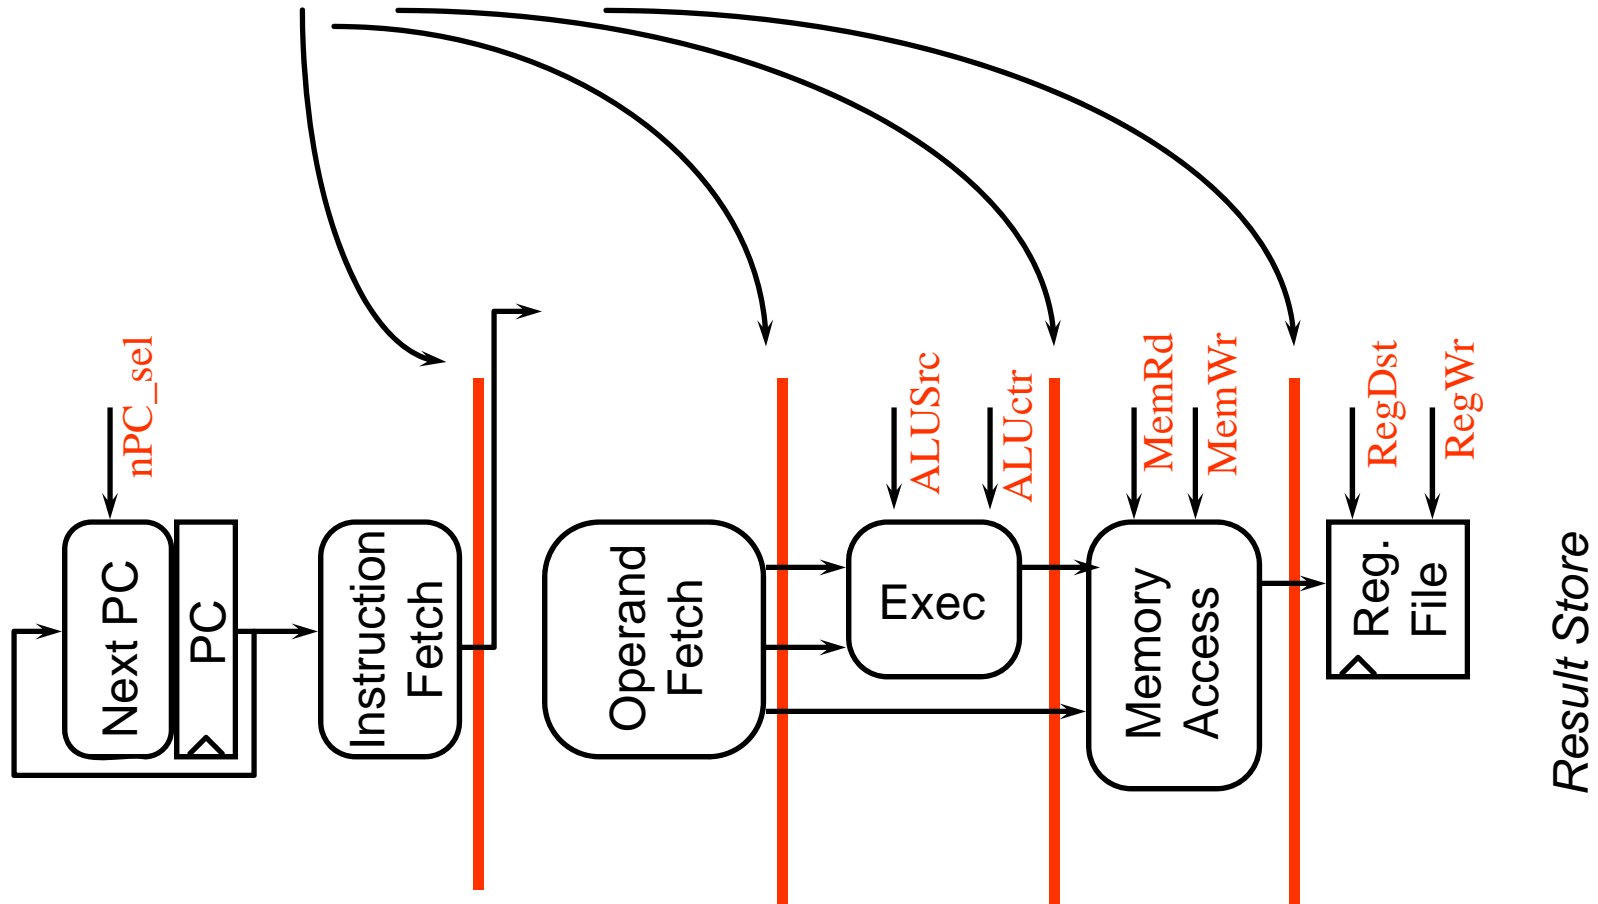 nPC_sel
Next PC
PC
Instruction
Fetch
Operand
Fetch
ALUSrc
ALUctr
Exec
MemRd
MemWr
Memory
Access
RegDst
RegWr
Reg.
File
Result Store